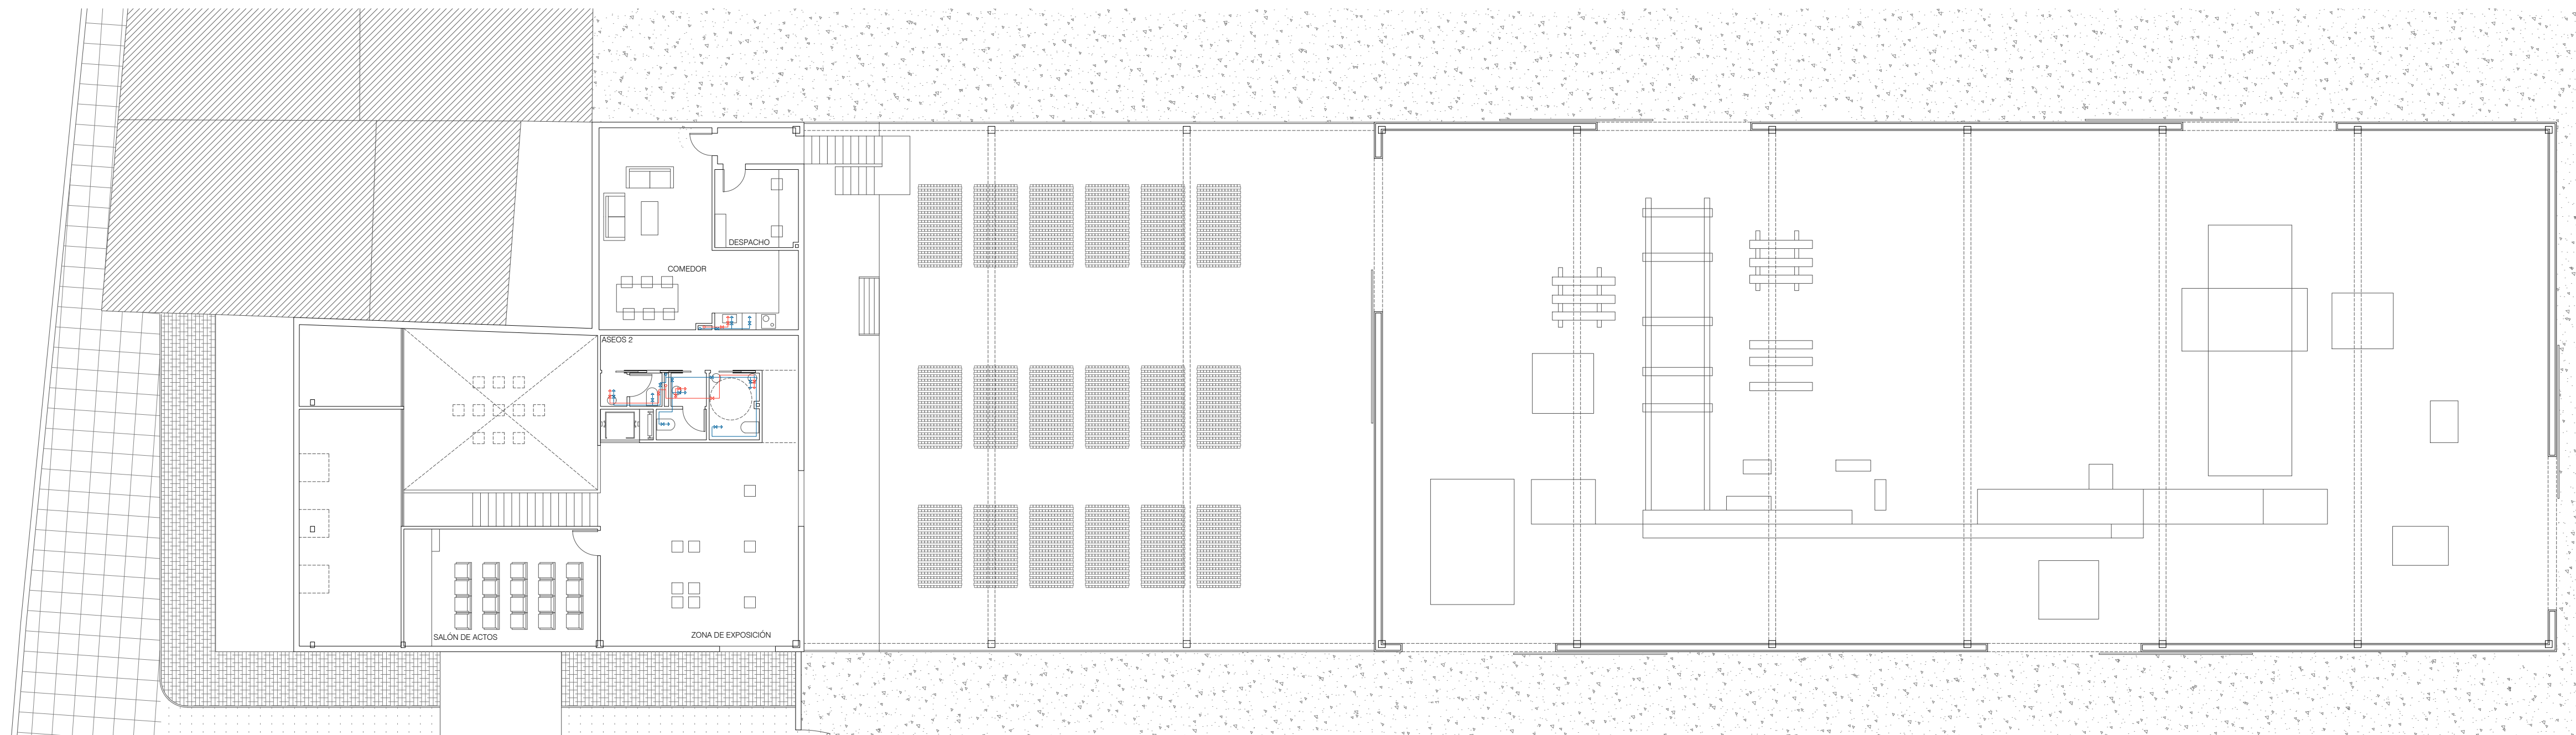 DESPACHO
COMEDOR
ASEOS 2
SALÓN DE ACTOS
ZONA DE EXPOSICIÓN